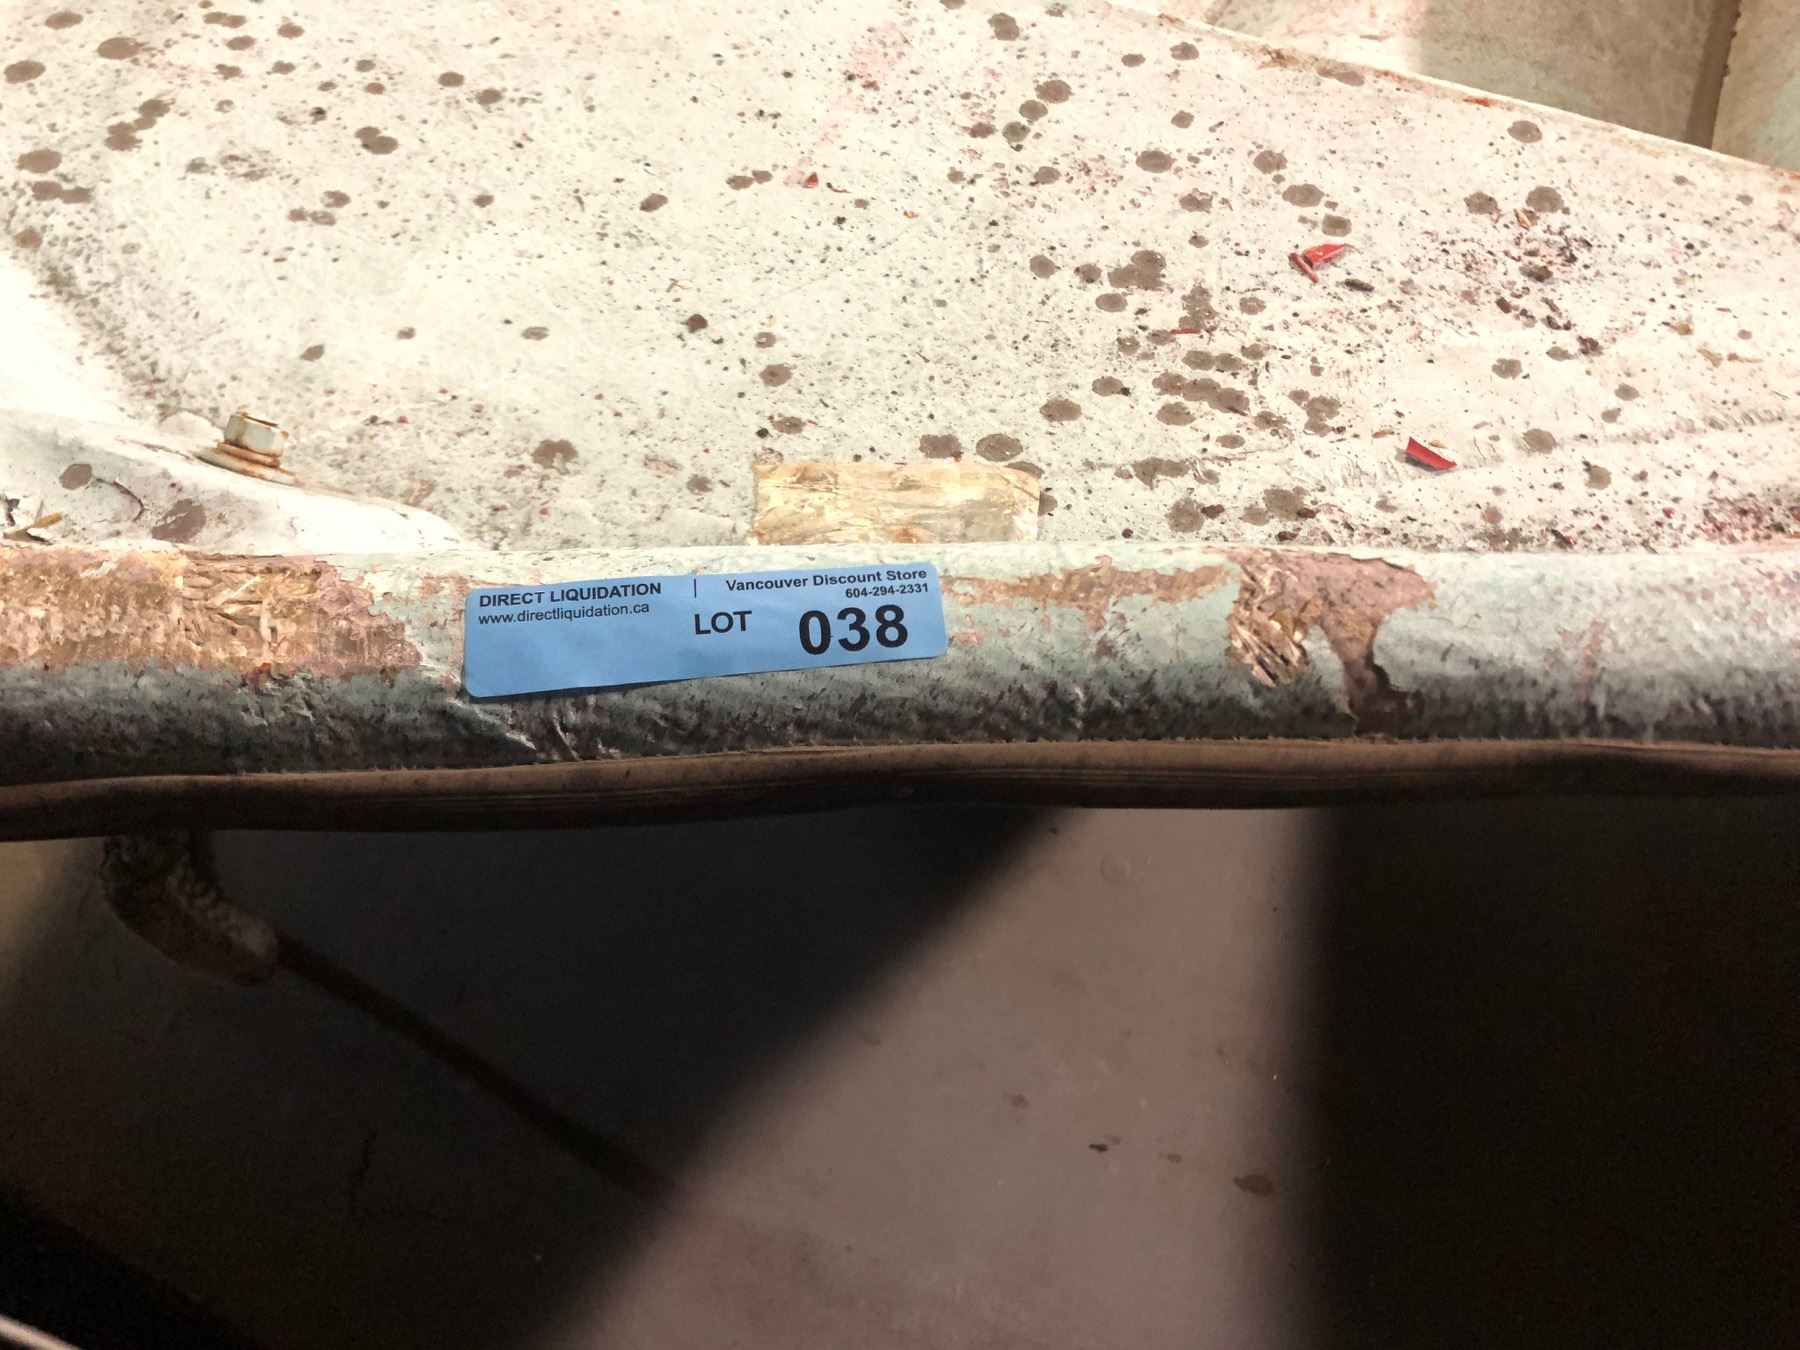 DIRECT LIQUIDATION | Vancouver Discount Store
www.directliquidation.ca 604-294-2331
LOT 038